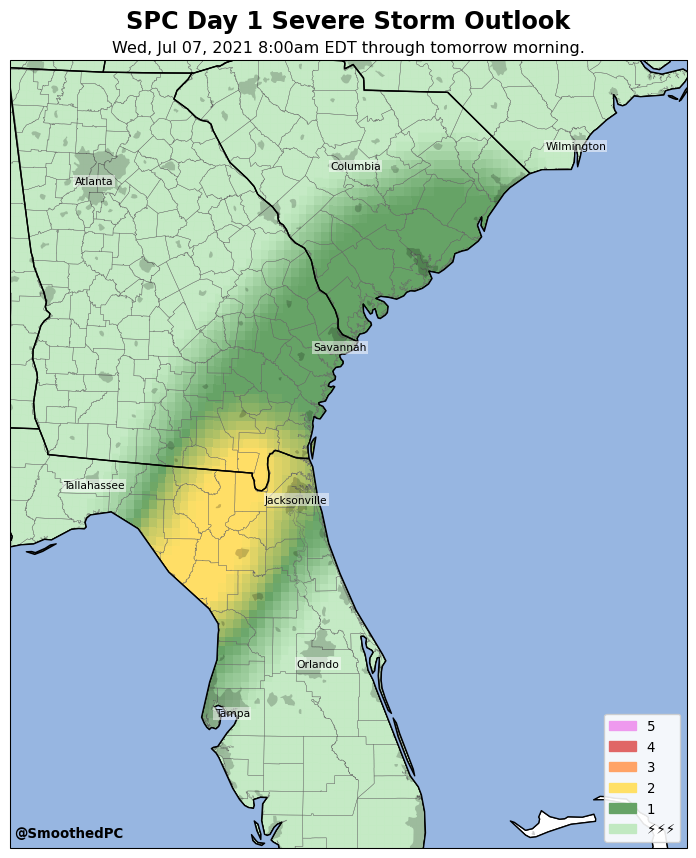 SPC Day 1 Severe Storm Outlook
Wed, Jul 07, 2021 8:00am EDT through tomorrow morning.
Wilmington
Columbia
Atlanta
Savannah
Tallahassee
Jacksonville
Orlando
Tampa
5
4
3
2
1
⚡⚡⚡
@SmoothedPC